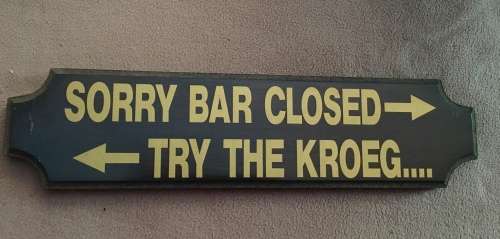 SORRY BAR CLOSED→
← TRY THE KROEG....